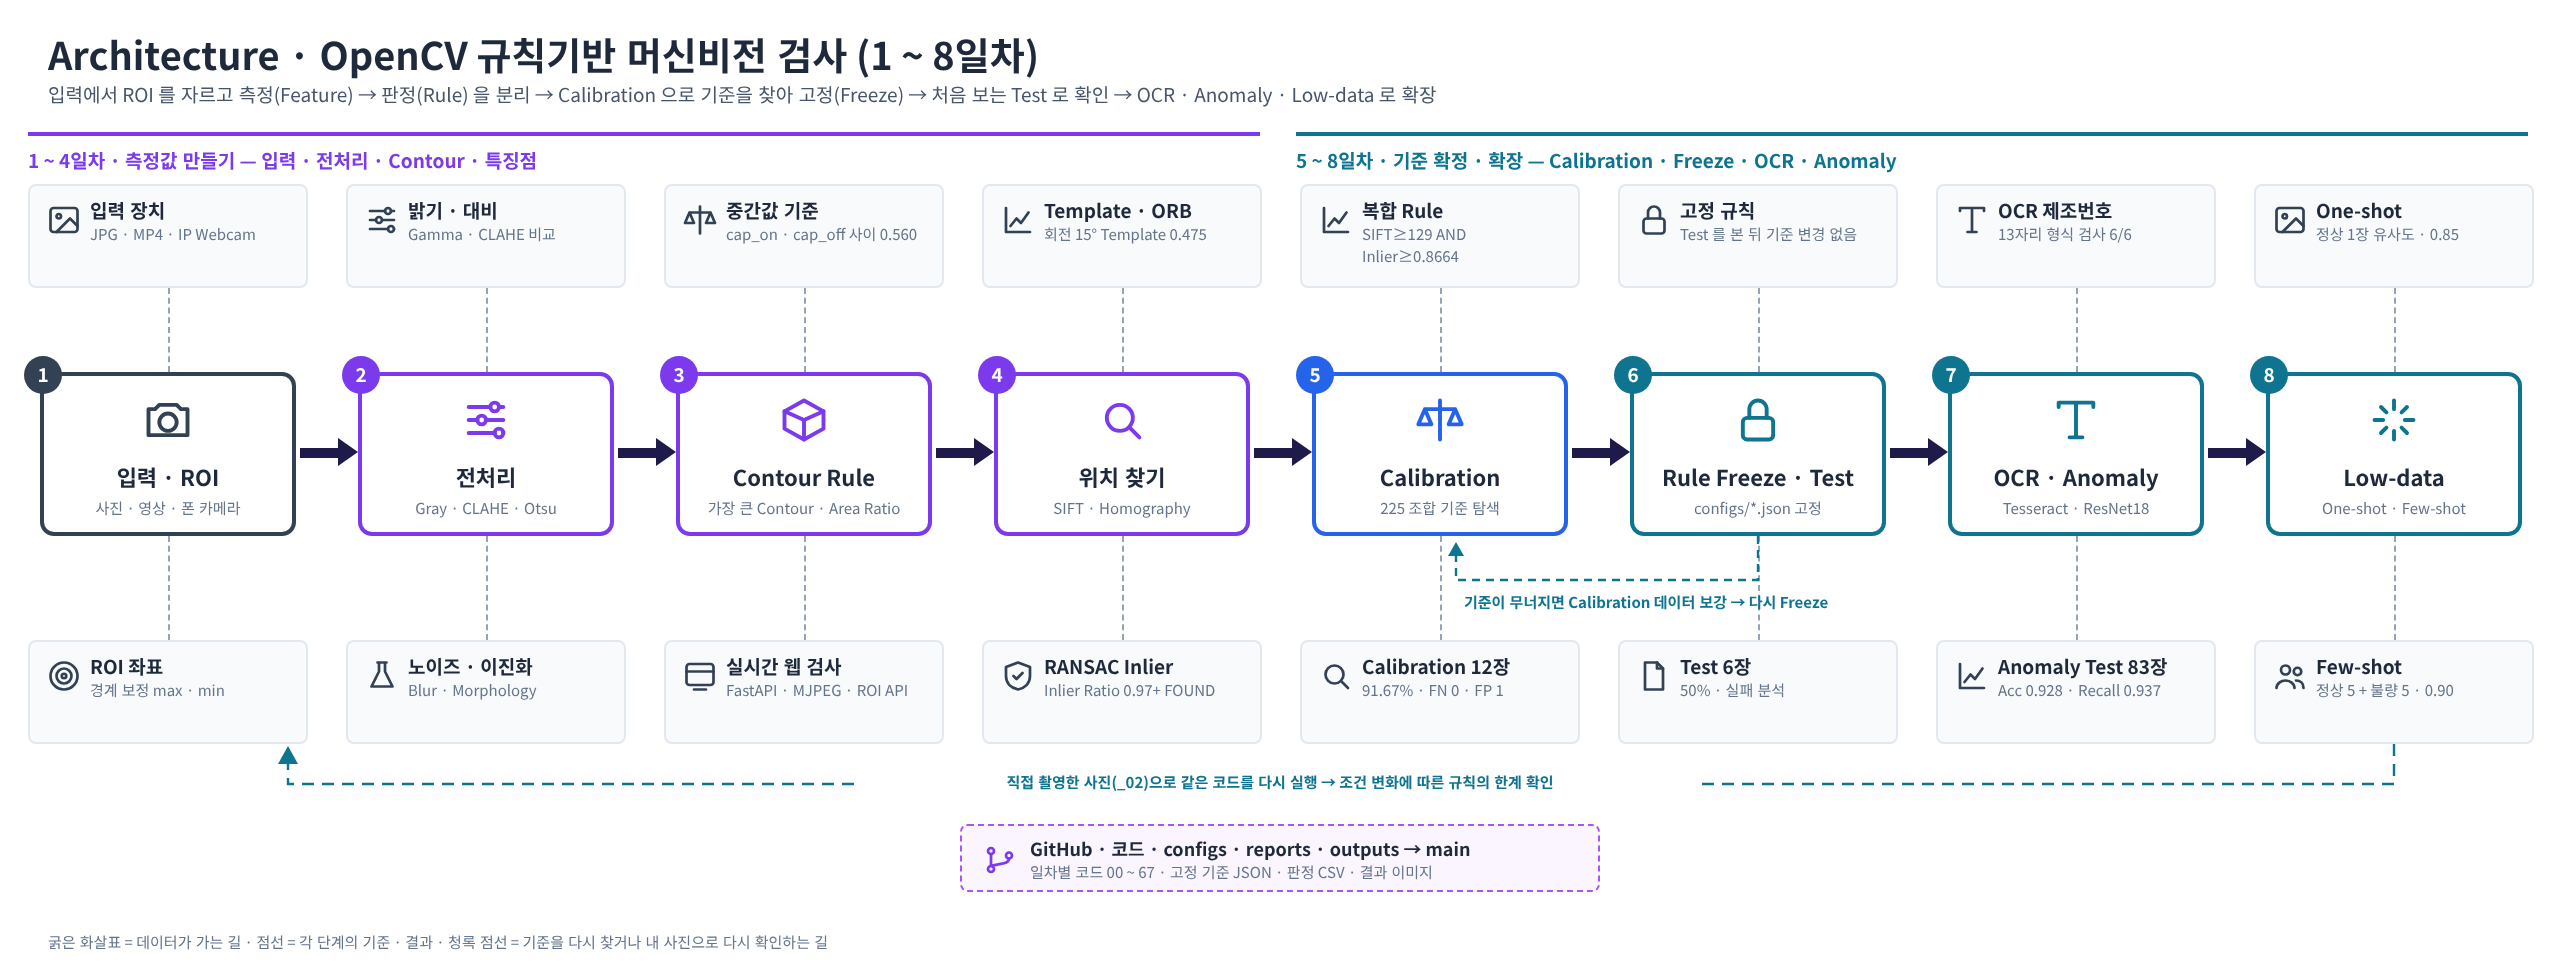 Architecture · OpenCV 규칙기반 머신비전 검사 (1 ~ 8일차)
입력에서 ROI 를 자르고 측정(Feature) → 판정(Rule) 을 분리 → Calibration 으로 기준을 찾아 고정(Freeze) → 처음 보는 Test 로 확인 → OCR · Anomaly · Low-data 로 확장
1 ~ 4일차 · 측정값 만들기 — 입력 · 전처리 · Contour · 특징점
5 ~ 8일차 · 기준 확정 · 확장 — Calibration · Freeze · OCR · Anomaly
입력 장치
JPG · MP4 · IP Webcam
밝기 · 대비
Gamma · CLAHE 비교
중간값 기준
cap_on · cap_off 사이 0.560
Template · ORB
회전 15° Template 0.475
복합 Rule
SIFT≥129 AND
Inlier≥0.8664
고정 규칙
Test 를 본 뒤 기준 변경 없음
OCR 제조번호
13자리 형식 검사 6/6
One-shot
정상 1장 유사도 · 0.85
1
입력 · ROI
사진 · 영상 · 폰 카메라
2
전처리
Gray · CLAHE · Otsu
3
Contour Rule
가장 큰 Contour · Area Ratio
4
위치 찾기
SIFT · Homography
5
Calibration
225 조합 기준 탐색
6
Rule Freeze · Test
configs/*.json 고정
7
OCR · Anomaly
Tesseract · ResNet18
8
Low-data
One-shot · Few-shot
기준이 무너지면 Calibration 데이터 보강 → 다시 Freeze
ROI 좌표
경계 보정 max · min
노이즈 · 이진화
Blur · Morphology
실시간 웹 검사
FastAPI · MJPEG · ROI API
RANSAC Inlier
Inlier Ratio 0.97+ FOUND
Calibration 12장
91.67% · FN 0 · FP 1
Test 6장
50% · 실패 분석
Anomaly Test 83장
Acc 0.928 · Recall 0.937
Few-shot
정상 5 + 불량 5 · 0.90
직접 촬영한 사진(_02)으로 같은 코드를 다시 실행 → 조건 변화에 따른 규칙의 한계 확인
GitHub · 코드 · configs · reports · outputs → main
일차별 코드 00 ~ 67 · 고정 기준 JSON · 판정 CSV · 결과 이미지
굵은 화살표 = 데이터가 가는 길 · 점선 = 각 단계의 기준 · 결과 · 청록 점선 = 기준을 다시 찾거나 내 사진으로 다시 확인하는 길